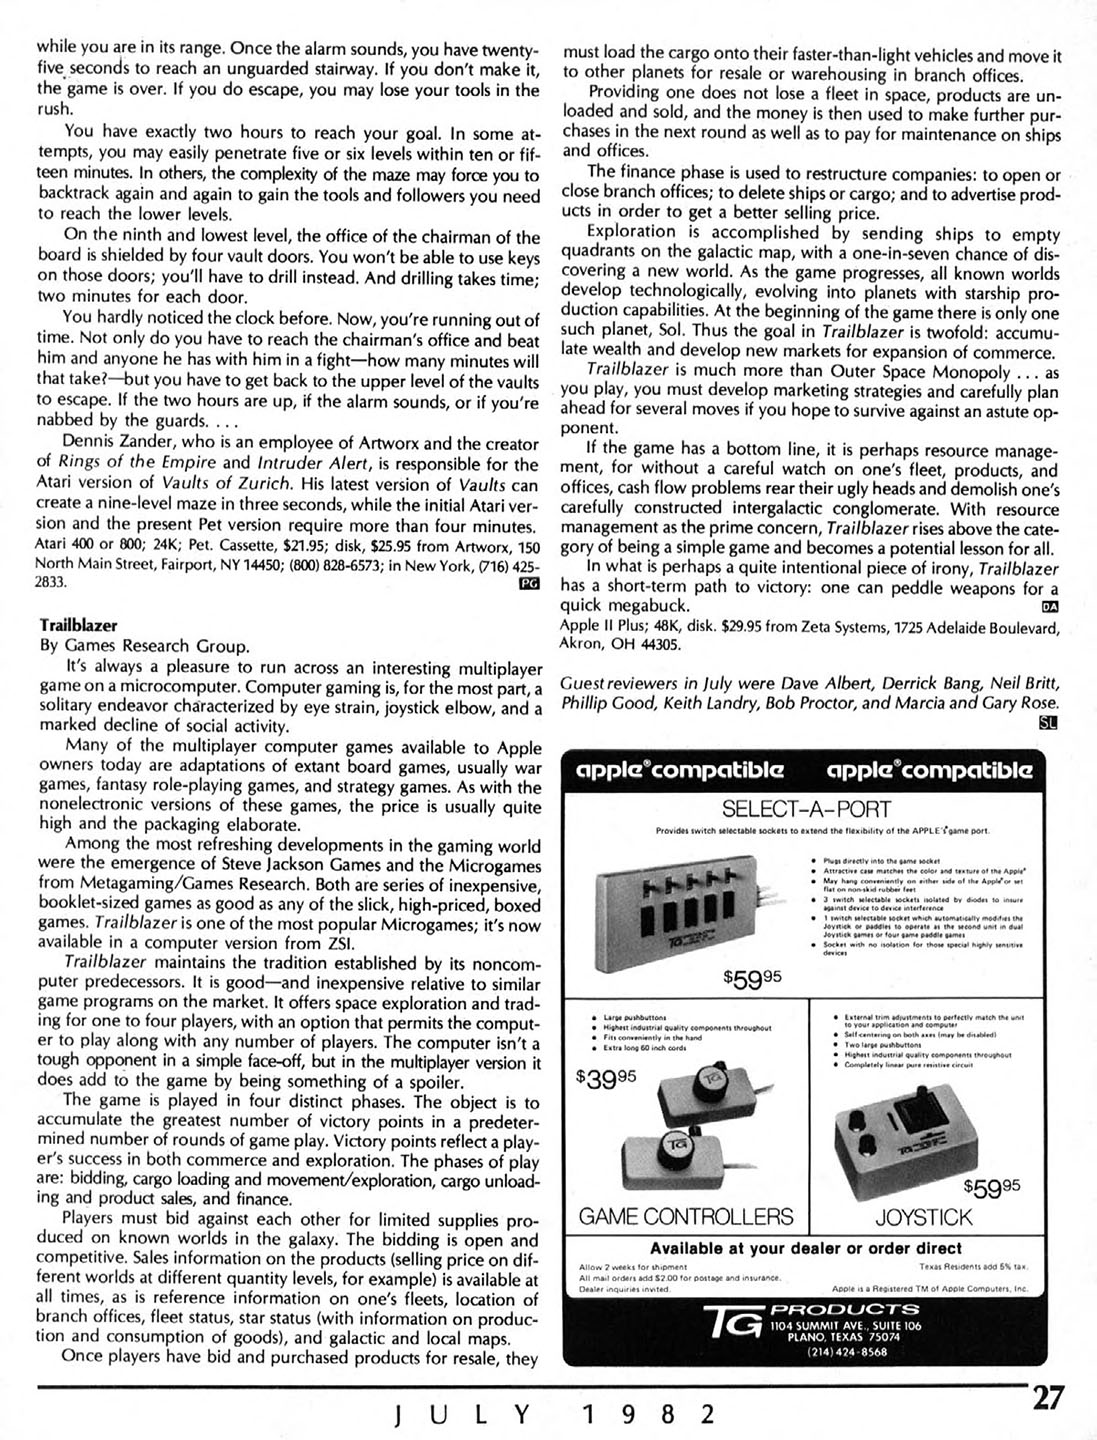 while you are in its range. Once the alarm sounds, you have twenty-
five seconds to reach an unguarded stairway. If you don't make it,
the game is over. If you do escape, you may lose your tools in the
rush.
You have exactly two hours to reach your goal. In some at-
tempts, you may easily penetrate five or six levels within ten or fif-
teen minutes. In others, the complexity of the maze may force you to
backtrack again and again to gain the tools and followers you need
to reach the lower levels.
On the ninth and lowest level, the office of the chairman of the
board is shielded by four vault doors. You won't be able to use keys
on those doors; you'll have to drill instead. And drilling takes time;
two minutes for each door.
You hardly noticed the clock before. Now, you're running out of
time. Not only do you have to reach the chairman's office and beat
him and anyone he has with him in a fight—how many minutes will
that take?—but you have to get back to the upper level of the vaults
to escape. If the two hours are up, if the alarm sounds, or if you're
nabbed by the guards. . . .
Dennis Zander, who is an employee of Artworx and the creator
of Rings of the Empire and Intruder Alert, is responsible for the
Atari version of Vaults of Zurich. His latest version of Vaults can
create a nine-level maze in three seconds, while the initial Atari ver-
sion and the present Pet version require more than four minutes.
Atari 400 or 800; 24K; Pet. Cassette, $21.95; disk, $25.95 from Artworx, 150
North Main Street, Fairport, NY 14450; (800) 828-6573; in New York, (716) 425-
2833. PG
Trailblazer
By Games Research Group.
It's always a pleasure to run across an interesting multiplayer
game on a microcomputer. Computer gaming is, for the most part, a
solitary endeavor characterized by eye strain, joystick elbow, and a
marked decline of social activity.
Many of the multiplayer computer games available to Apple
owners today are adaptations of extant board games, usually war
games, fantasy role-playing games, and strategy games. As with the
nonelectronic versions of these games, the price is usually quite
high and the packaging elaborate.
Among the most refreshing developments in the gaming world
were the emergence of Steve Jackson Games and the Microgames
from Metagaming/Games Research. Both are series of inexpensive,
booklet-sized games as good as any of the slick, high-priced, boxed
games. Trailblazer is one of the most popular Microgames; it's now
available in a computer version from ZSI.
Trailblazer maintains the tradition established by its noncom-
puter predecessors. It is good—and inexpensive relative to similar
game programs on the market. It offers space exploration and trad-
ing for one to four players, with an option that permits the comput-
er to play along with any number of players. The computer isn't a
tough opponent in a simple face-off, but in the multiplayer version it
does add to the game by being something of a spoiler.
The game is played in four distinct phases. The object is to
accumulate the greatest number of victory points in a predeter-
mined number of rounds of game play. Victory points reflect a play-
er's success in both commerce and exploration. The phases of play
are: bidding, cargo loading and movement/exploration, cargo unload-
ing and product sales, and finance.
Players must bid against each other for limited supplies pro-
duced on known worlds in the galaxy. The bidding is open and
competitive. Sales information on the products (selling price on dif-
ferent worlds at different quantity levels, for example) is available at
all times, as is reference information on one's fleets, location of
branch offices, fleet status, star status (with information on produc-
tion and consumption of goods), and galactic and local maps.
Once players have bid and purchased products for resale, they
must load the cargo onto their faster-than-light vehicles and move it
to other planets for resale or warehousing in branch offices.
Providing one does not lose a fleet in space, products are un-
loaded and sold, and the money is then used to make further pur-
chases in the next round as well as to pay for maintenance on ships
and offices.
The finance phase is used to restructure companies: to open or
close branch offices; to delete ships or cargo; and to advertise prod-
ucts in order to get a better selling price.
Exploration is accomplished by sending ships to empty
quadrants on the galactic map, with a one-in-seven chance of dis-
covering a new world. As the game progresses, all known worlds
develop technologically, evolving into planets with starship pro-
duction capabilities. At the beginning of the game there is only one
such planet, Sol. Thus the goal in Trailblazer is twofold: accumu-
late wealth and develop new markets for expansion of commerce.
Trailblazer is much more than Outer Space Monopoly . . . as
you play, you must develop marketing strategies and carefully plan
ahead for several moves if you hope to survive against an astute op-
ponent.
If the game has a bottom line, it is perhaps resource manage-
ment, for without a careful watch on one's fleet, products, and
offices, cash flow problems rear their ugly heads and demolish one's
carefully constructed intergalactic conglomerate. With resource
management as the prime concern, Trailblazer rises above the cate-
gory of being a simple game and becomes a potential lesson for all.
In what is perhaps a quite intentional piece of irony, Trailblazer
has a short-term path to victory: one can peddle weapons for a
quick megabuck. DA
Apple II Plus; 48K, disk. $29.95 from Zeta Systems, 1725 Adelaide Boulevard,
Akron, OH 44305.
Guest reviewers in July were Dave Albert, Derrick Bang, Neil Britt,
Phillip Good, Keith Landry, Bob Proctor, and Marcia and Gary Rose.
SL
apple® compatible apple® compatible
SELECT-A-PORT
Provides switch selectable sockets to extend the flexibility of the APPLE's® game port.
• Plugs directly into the game socket
• Attractive case matches the color and texture of the Apple®
• May hang conveniently on either side of the Apple® or set
flat on non-skid rubber feet
• 3 switch selectable sockets isolated by diodes to insure
against device to device interference
• 1 switch selectable socket which automatically modifies the
Joystick or paddles to operate as the second unit in dual
Joystick games or four game paddle games
• Socket with no isolation for those special highly sensitive
devices
TG
$59 95
• Large pushbuttons
• Highest industrial quality components throughout
• Fits conveniently in the hand
• Extra long 60 inch cords
$39 95
TG
TG
GAME CONTROLLERS
• External trim adjustments to perfectly match the unit
to your application and computer
• Self-centering on both axes (may be disabled)
• Two large pushbuttons
• Highest industrial quality components throughout
• Completely linear pure resistive circuit
TG
$59 95
JOYSTICK
Available at your dealer or order direct
Allow 2 weeks for shipment Texas Residents add 5% tax.
All mail orders add $2.00 for postage and insurance.
Dealer inquiries invited. Apple is a Registered TM of Apple Computers, Inc.
TG PRODUCTS
1104 SUMMIT AVE., SUITE 106
PLANO, TEXAS 75074
(214) 424-8568
27
JULY 1982